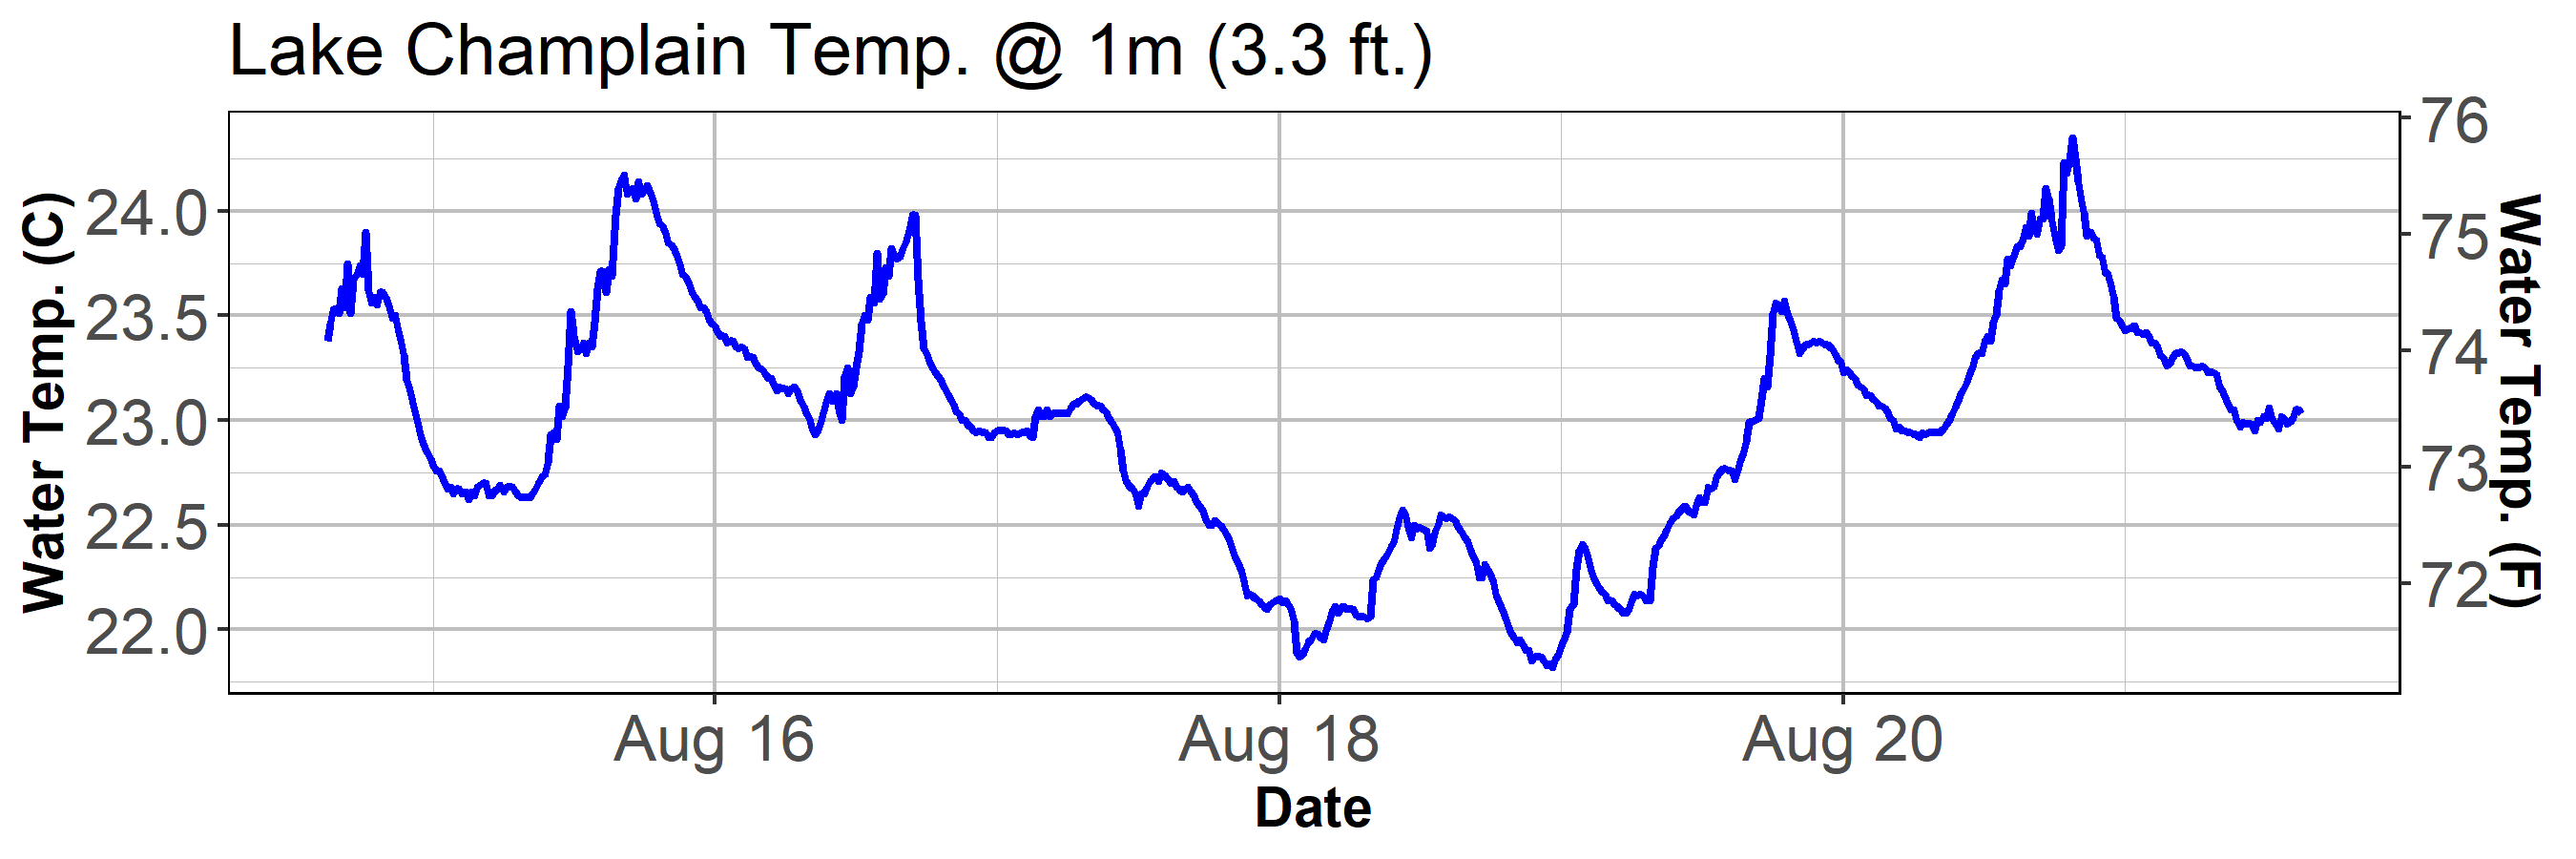 Lake Champlain Temp. @ 1m (3.3 ft.)
Water Temp. (C)
24.0
23.5
23.0
22.5
22.0
76
75
74
73
72
Water Temp. (F)
Aug 16
Aug 18
Aug 20
Date